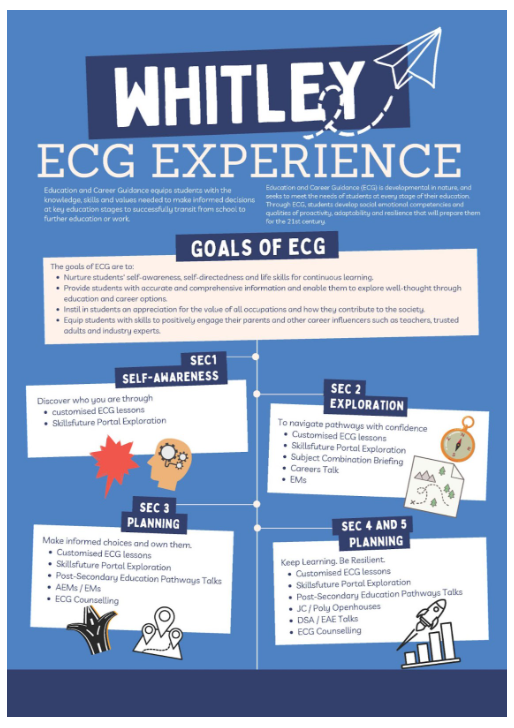 WHITLEY
ECG EXPERIENCE
Education and Career Guidance equips students with the
knowledge, skills and values needed to make informed decisions
at key education stages to successfully transit from school to
further education or work.
Education and Career Guidance (ECG) is developmental in nature, and
seeks to meet the needs of students at every stage of their education.
Through ECG, students develop social emotional competencies and
qualities of proactivity, adaptability and resilience that will prepare them
for the 21st century.
GOALS OF ECG
The goals of ECG are to:
• Nurture students' self-awareness, self-directedness and life skills for continuous learning.
• Provide students with accurate and comprehensive information and enable them to explore well-thought through
education and career options.
• Instil in students an appreciation for the value of all occupations and how they contribute to the society.
• Equip students with skills to positively engage their parents and other career influencers such as teachers, trusted
adults and industry experts.
SEC1
SELF-AWARENESS
Discover who you are through
• customised ECG lessons
• Skillsfuture Portal Exploration
SEC 2
EXPLORATION
To navigate pathways with confidence
• Customised ECG lessons
• Skillsfuture Portal Exploration
• Subject Combination Briefing
• Careers Talk
• EMs
SEC 3
PLANNING
Make informed choices and own them.
• Customised ECG lessons
• Skillsfuture Portal Exploration
• Post-Secondary Education Pathways Talks
• AEMs / EMs
• ECG Counselling
SEC 4 AND 5
PLANNING
Keep Learning, Be Resilient.
• Customised ECG lessons
• Skillsfuture Portal Exploration
• Post-Secondary Education Pathways Talks
• JC / Poly Openhouses
• DSA / EAE Talks
• ECG Counselling